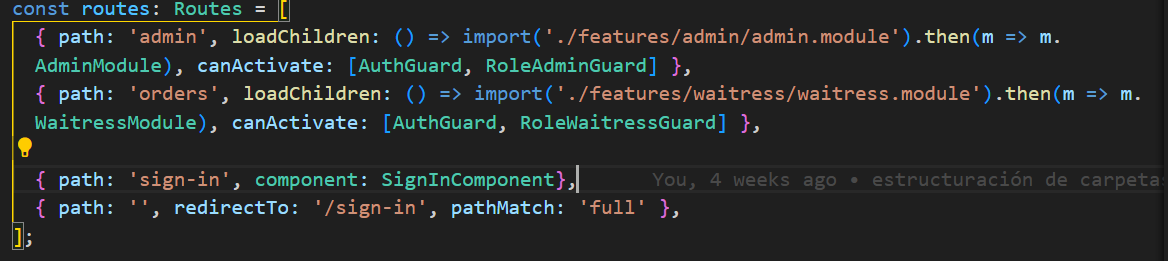 const routes: Routes = [
{ path: 'admin', loadChildren: () => import('./features/admin/admin.module').then(m => m.
AdminModule), canActivate: [AuthGuard, RoleAdminGuard] },
{ path: 'orders', loadChildren: () => import('./features/waitress/waitress.module').then(m => m.
WaitressModule), canActivate: [AuthGuard, RoleWaitressGuard] },
{ path: 'sign-in', component: SignInComponent}, You, 4 weeks ago • estructuración de carpeta
{ path: '', redirectTo: '/sign-in', pathMatch: 'full' },
];